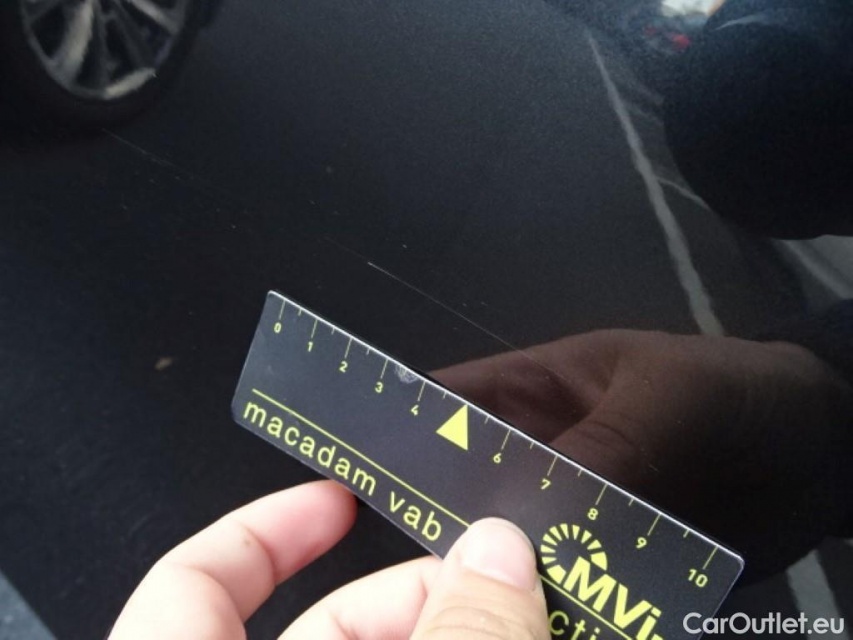 0 1 2 3 4 6 7 8 9 10
macadam vab
MVi
CarOutlet.eu